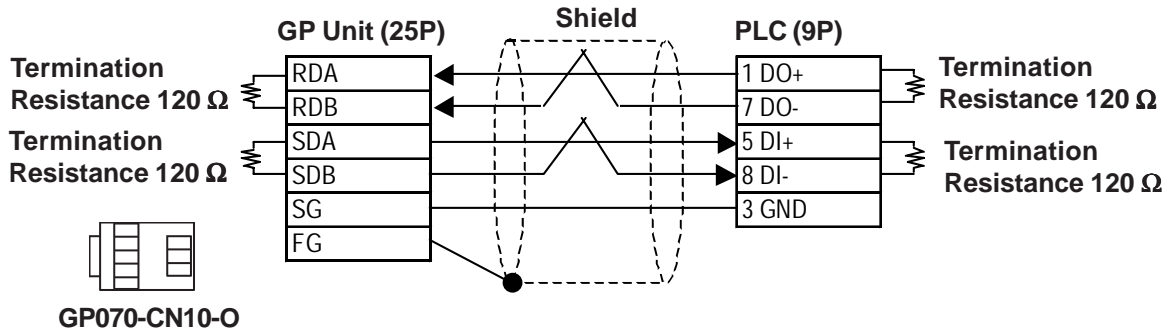 Shield
GP Unit (25P)
PLC (9P)
Termination
Resistance 120 Ω
Termination
Resistance 120 Ω
RDA
RDB
SDA
SDB
SG
FG
1 DO+
7 DO-
5 DI+
8 DI-
3 GND
Termination
Resistance 120 Ω
Termination
Resistance 120 Ω
GP070-CN10-O